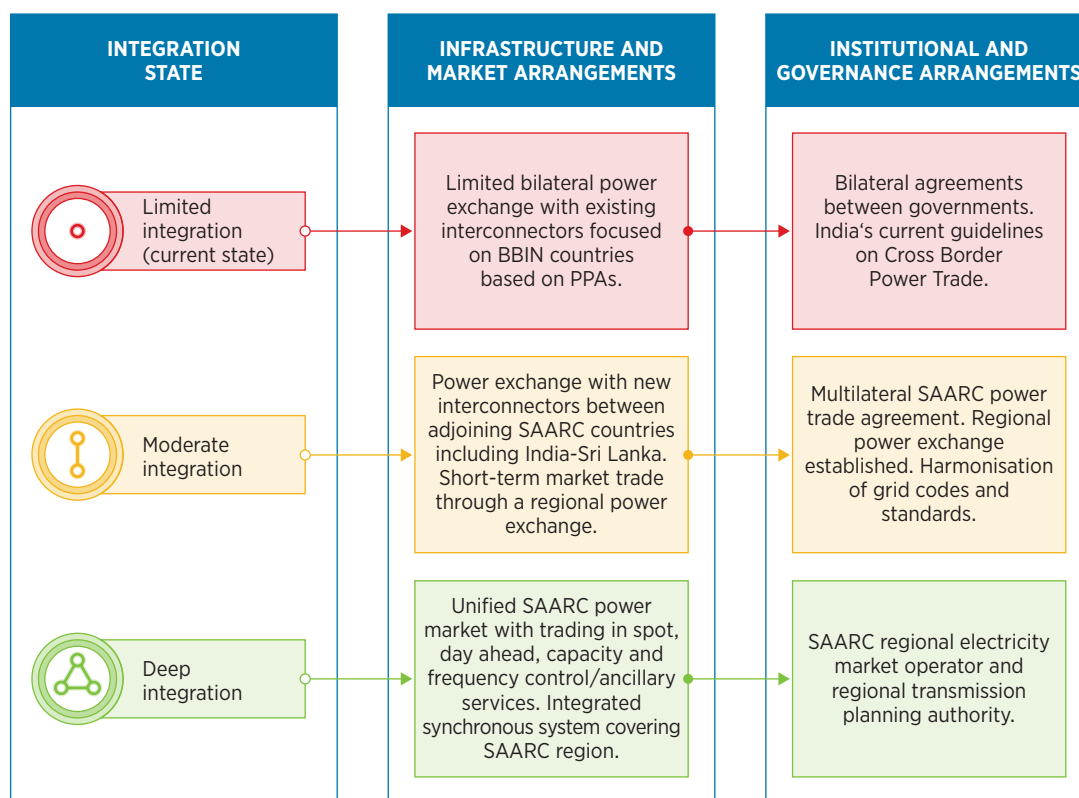 INTEGRATION
STATE
INFRASTRUCTURE AND
MARKET ARRANGEMENTS
INSTITUTIONAL AND
GOVERNANCE ARRANGEMENTS
Limited
integration
(current state)
Limited bilateral power
exchange with existing
interconnectors focused
on BBIN countries
based on PPAs.
Bilateral agreements
between governments.
India‘s current guidelines
on Cross Border
Power Trade.
Moderate
integration
Power exchange with new
interconnectors between
adjoining SAARC countries
including India-Sri Lanka.
Short-term market trade
through a regional power
exchange.
Multilateral SAARC power
trade agreement. Regional
power exchange
established. Harmonisation
of grid codes and
standards.
Deep
integration
Unified SAARC power
market with trading in spot,
day ahead, capacity and
frequency control/ancillary
services. Integrated
synchronous system covering
SAARC region.
SAARC regional electricity
market operator and
regional transmission
planning authority.